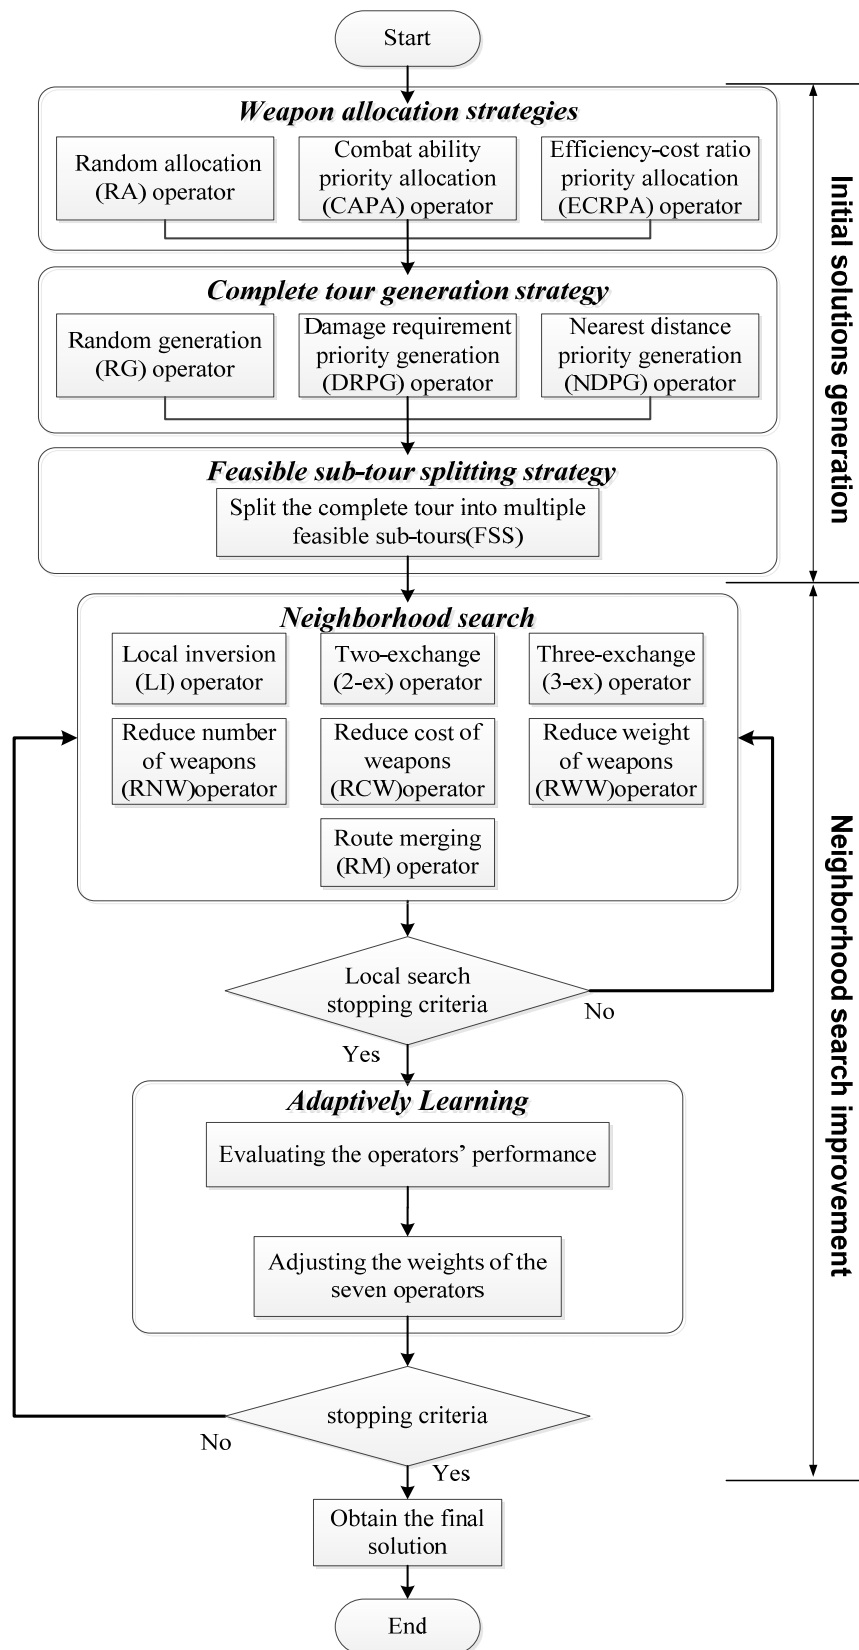 Start
Weapon allocation strategies
Random allocation
(RA) operator
Combat ability
priority allocation
(CAPA) operator
Efficiency-cost ratio
priority allocation
(ECRPA) operator
Complete tour generation strategy
Random generation
(RG) operator
Damage requirement
priority generation
(DRPG) operator
Nearest distance
priority generation
(NDPG) operator
Feasible sub-tour splitting strategy
Split the complete tour into multiple
feasible sub-tours(FSS)
Initial solutions generation
Neighborhood search
Local inversion
(LI) operator
Two-exchange
(2-ex) operator
Three-exchange
(3-ex) operator
Reduce number
of weapons
(RNW)operator
Reduce cost of
weapons
(RCW)operator
Reduce weight
of weapons
(RWW)operator
Route merging
(RM) operator
Local search
stopping criteria
No
Yes
Adaptively Learning
Evaluating the operators’ performance
Adjusting the weights of the
seven operators
stopping criteria
No
Yes
Neighborhood search improvement
Obtain the final
solution
End